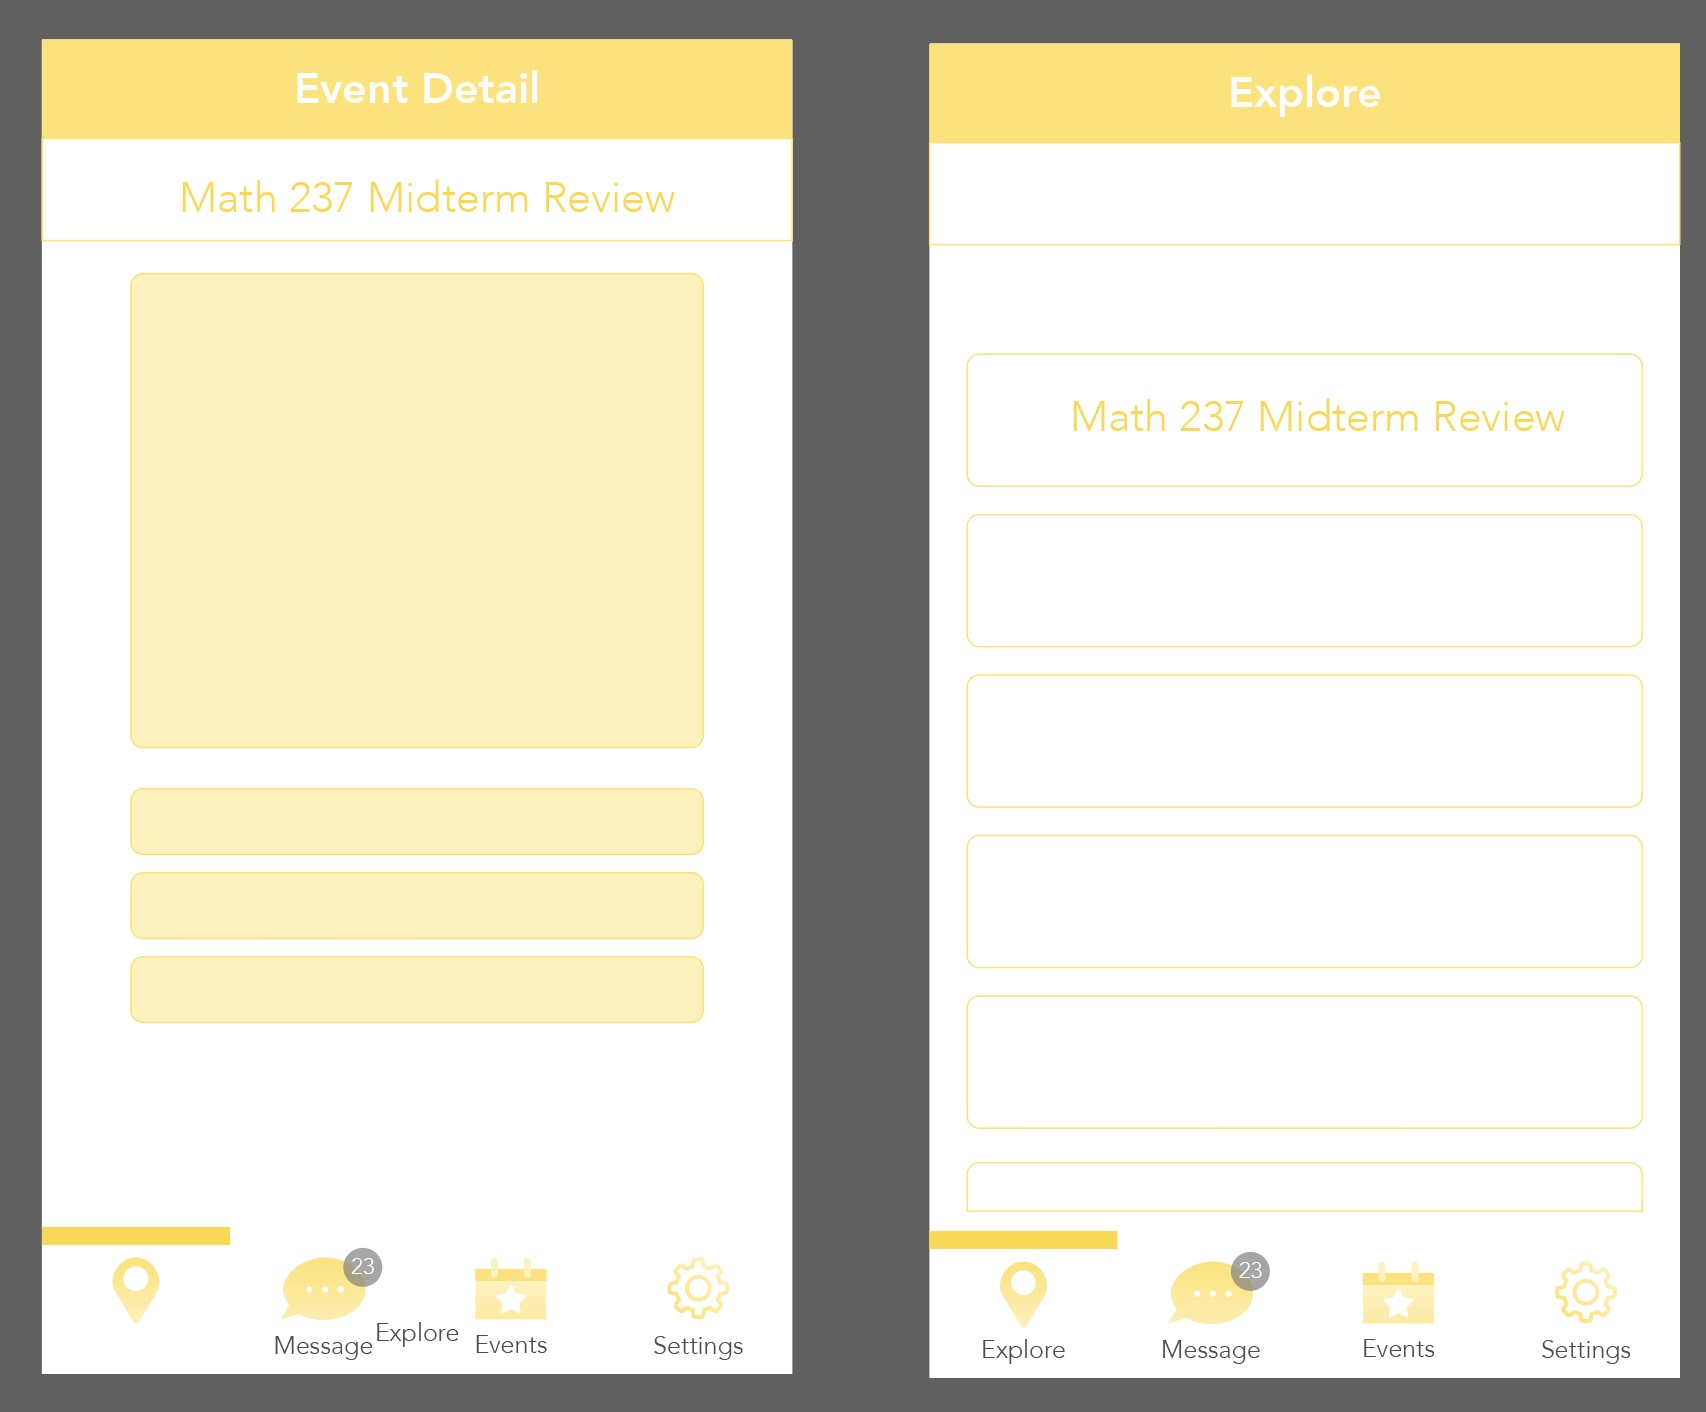 Event Detail
Math 237 Midterm Review
23
Message Explore Events Settings
Explore
Math 237 Midterm Review
23
Explore Message Events Settings